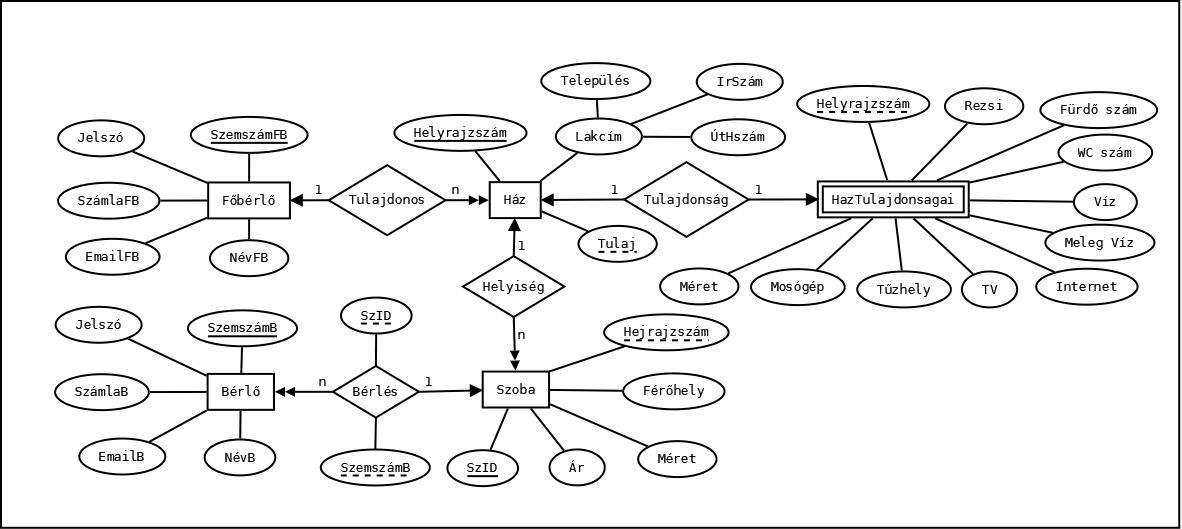 Település
IrSzám
Helyrajzszám
Rezsi
Fürdő szám
Jelszó
SzemszámFB
Helyrajzszám
Lakcím
ÚtHszám
WC szám
SzámlaFB
Főbérlő
1
Tulajdonos
n
Ház
1
Tulajdonság
1
HazTulajdonsagai
Víz
EmailFB
NévFB
1
Tulaj
Meleg Víz
Helyiség
Méret
Mosógép
Tűzhely
TV
Internet
Jelszó
SzemszámB
SzID
n
Hejrajzszám
SzámlaB
Bérlő
n
Bérlés
1
Szoba
Férőhely
EmailB
NévB
SzemszámB
SzID
Ár
Méret